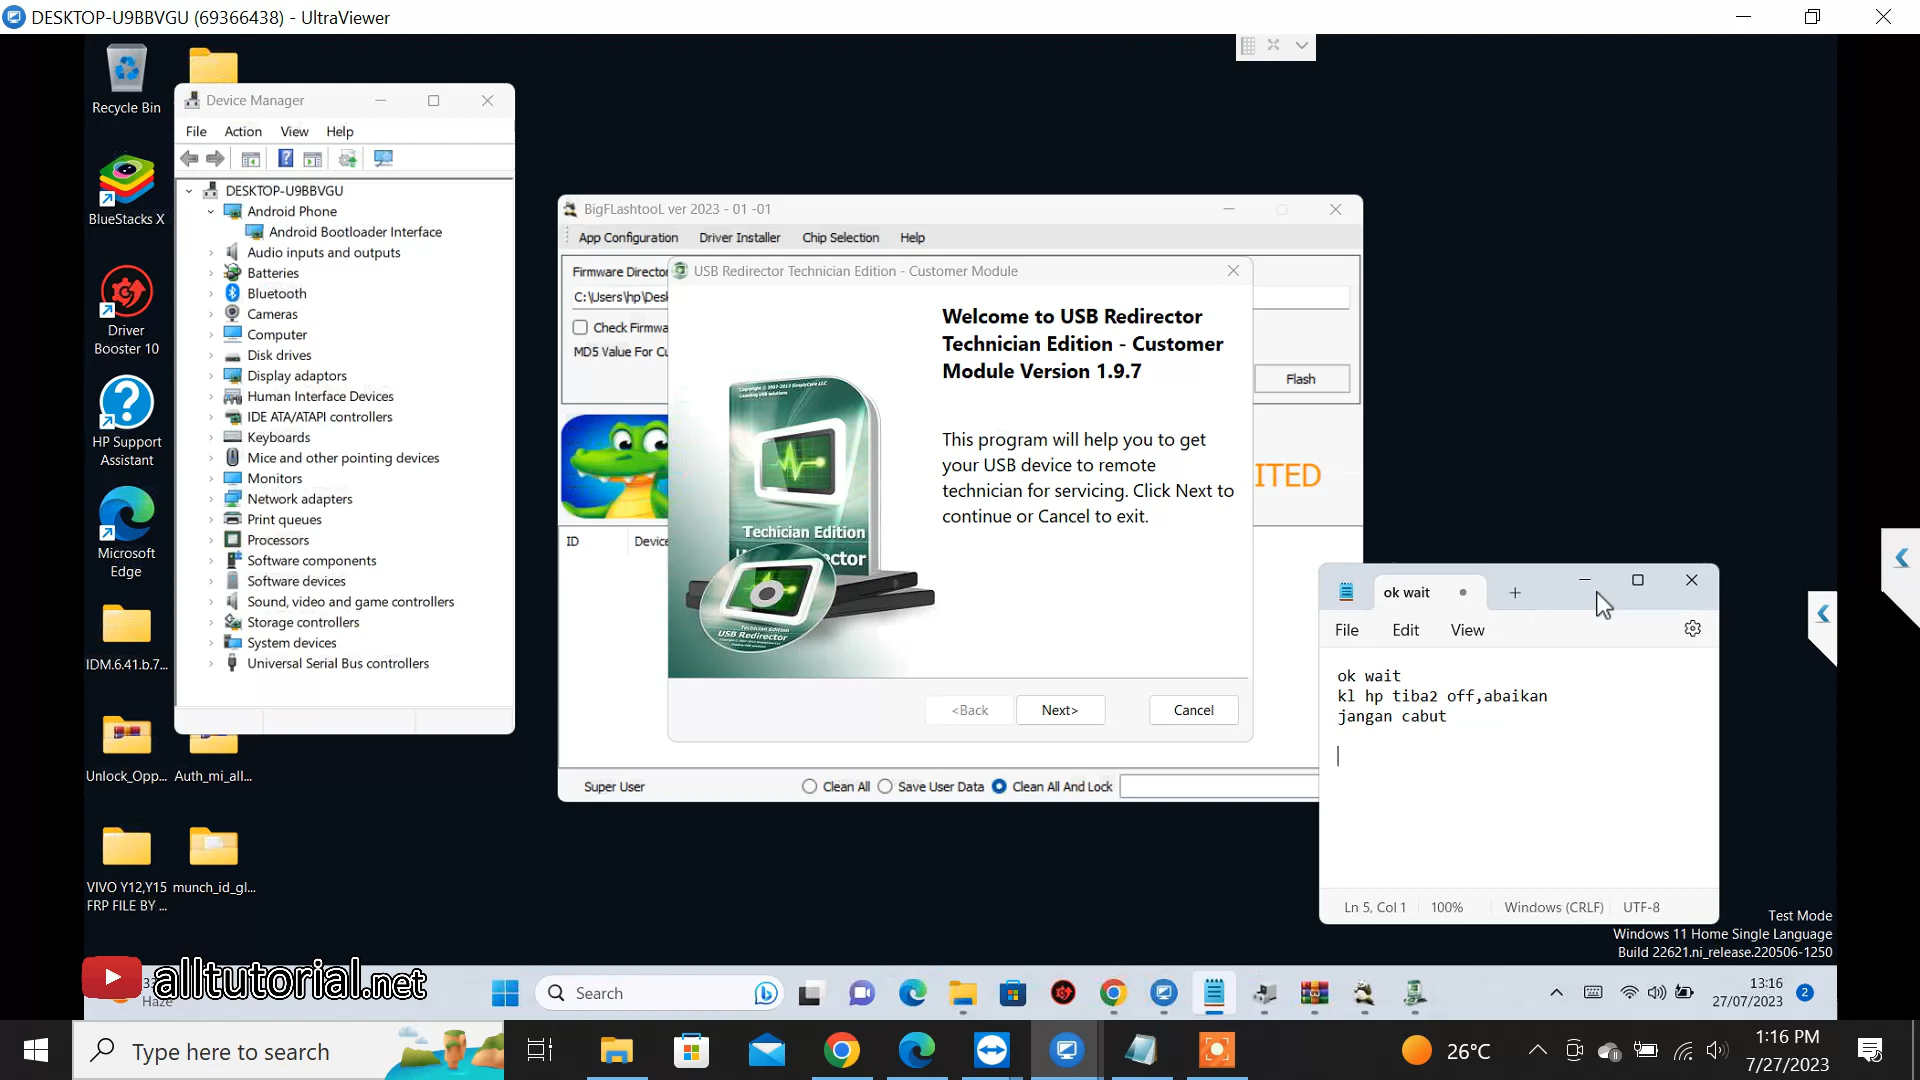 DESKTOP-U9BBVGU (69366438) - UltraViewer
Recycle Bin
BlueStacks X
Driver
Booster 10
HP Support
Assistant
Microsoft
Edge
IDM.6.41.b.7...
Unlock_Opp...
Auth_mi_all...
VIVO Y12,Y15
FRP FILE BY ...
munch_id_gl...
Device Manager
File Action View Help
DESKTOP-U9BBVGU
Android Phone
Android Bootloader Interface
Audio inputs and outputs
Batteries
Bluetooth
Cameras
Computer
Disk drives
Display adaptors
Human Interface Devices
IDE ATA/ATAPI controllers
Keyboards
Mice and other pointing devices
Monitors
Network adapters
Print queues
Processors
Software components
Software devices
Sound, video and game controllers
Storage controllers
System devices
Universal Serial Bus controllers
BigFLashtooL ver 2023 - 01 -01
App Configuration Driver Installer Chip Selection Help
Firmware Director
C:\Users\hp\Desk
Check Firmwa
MD5 Value For Cu
Flash
ITED
ID Device
Super User
Clean All Save User Data Clean All And Lock
USB Redirector Technician Edition - Customer Module
Welcome to USB Redirector
Technician Edition - Customer
Module Version 1.9.7
This program will help you to get
your USB device to remote
technician for servicing. Click Next to
continue or Cancel to exit.
Techician Edition
USB Redirector
<Back Next> Cancel
ok wait
File Edit View
ok wait
kl hp tiba2 off,abaikan
jangan cabut
Ln 5, Col 1 100% Windows (CRLF) UTF-8
Test Mode
Windows 11 Home Single Language
Build 22621.ni_release.220506-1250
alltutorial.net
Haze
Search
13:16
27/07/2023
2
Type here to search
26°C
1:16 PM
7/27/2023